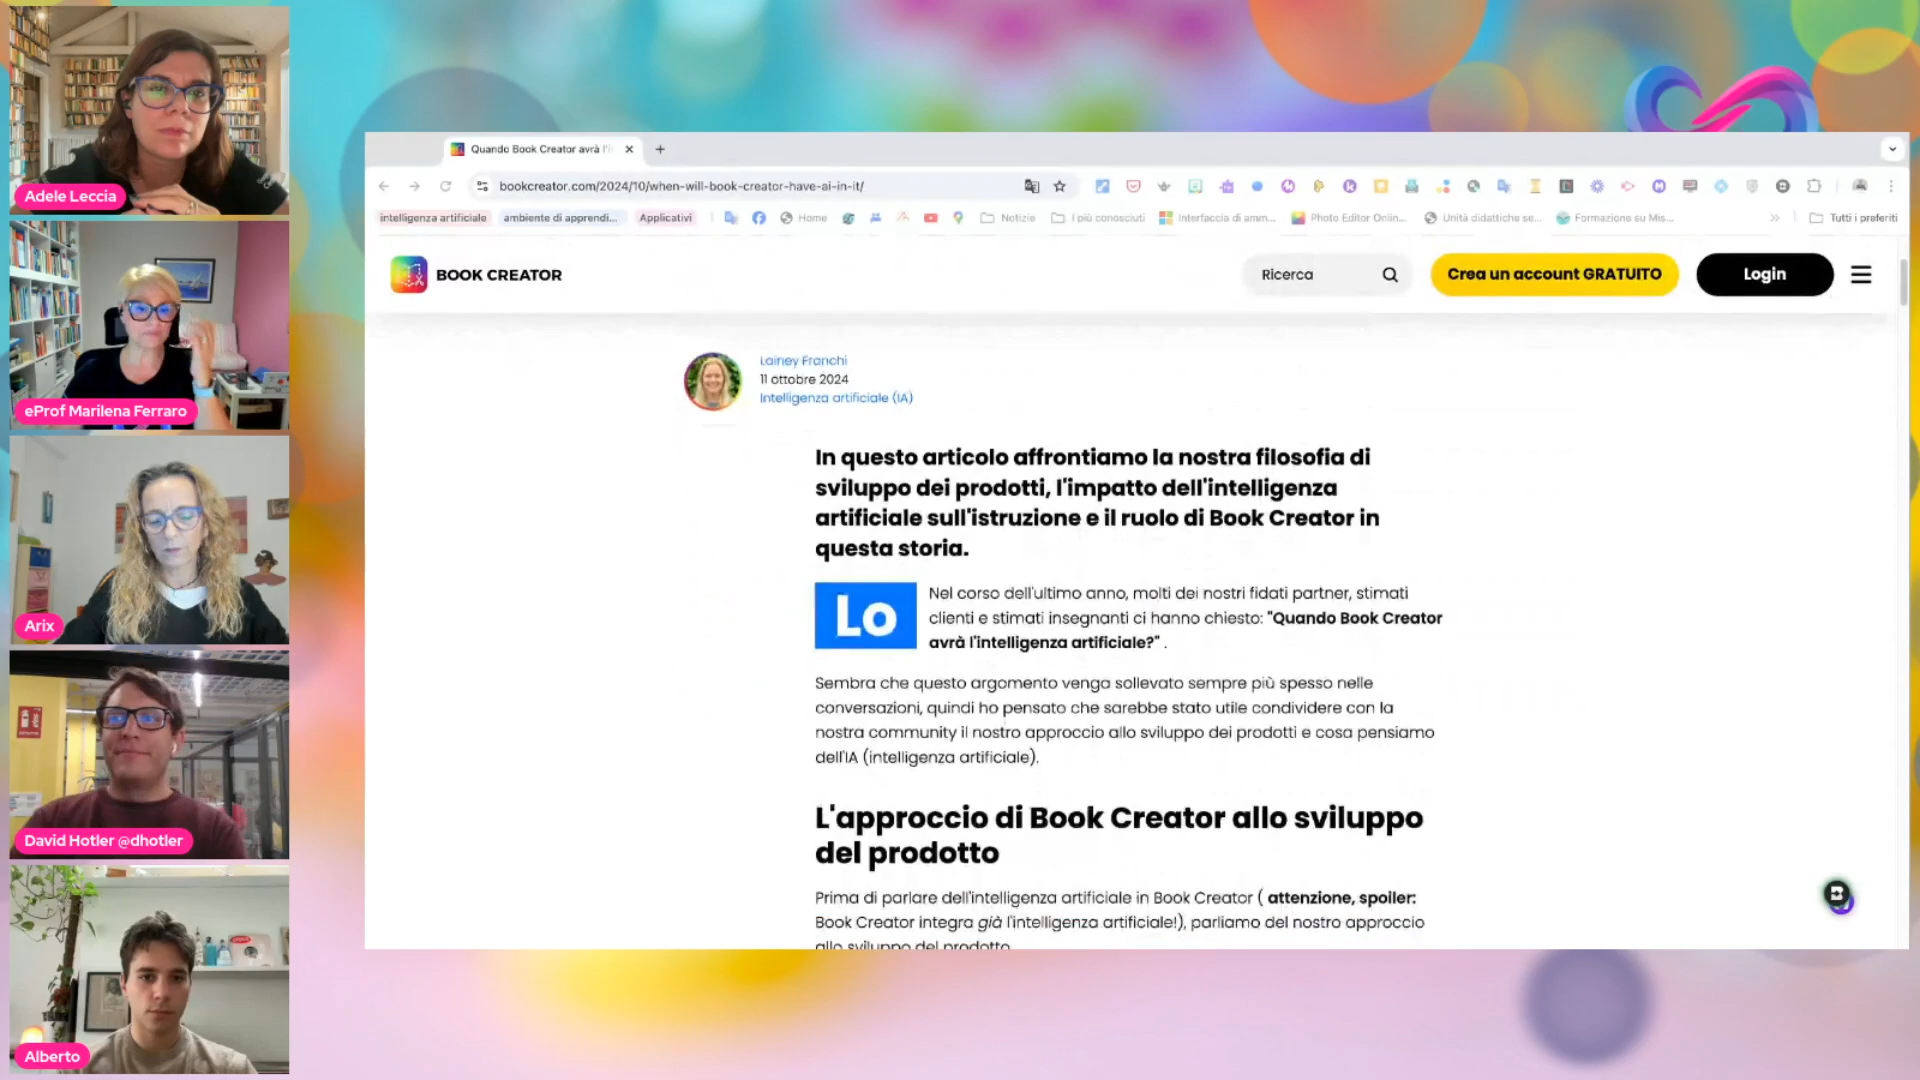 Adele Leccia
eProf Marilena Ferraro
Arix
David Hotler @dhotler
Alberto
Quando Book Creator avrà l'i
bookcreator.com/2024/10/when-will-book-creator-have-ai-in-it/
intelligenza artificiale
ambiente di apprendi...
Applicativi
Home
Notizie
I più conosciuti
Interfaccia di amm...
Photo Editor Onlin...
Unità didattiche se...
Formazione su Mis...
Tutti i preferiti
BOOK CREATOR
Ricerca
Crea un account GRATUITO
Login
Lainey Franchi
11 ottobre 2024
Intelligenza artificiale (IA)
In questo articolo affrontiamo la nostra filosofia di
sviluppo dei prodotti, l'impatto dell'intelligenza
artificiale sull'istruzione e il ruolo di Book Creator in
questa storia.
Lo
Nel corso dell'ultimo anno, molti dei nostri fidati partner, stimati
clienti e stimati insegnanti ci hanno chiesto: "Quando Book Creator
avrà l'intelligenza artificiale?" .
Sembra che questo argomento venga sollevato sempre più spesso nelle
conversazioni, quindi ho pensato che sarebbe stato utile condividere con la
nostra community il nostro approccio allo sviluppo dei prodotti e cosa pensiamo
dell'IA (intelligenza artificiale).
L'approccio di Book Creator allo sviluppo
del prodotto
Prima di parlare dell'intelligenza artificiale in Book Creator ( attenzione, spoiler:
Book Creator integra già l'intelligenza artificiale!), parliamo del nostro approccio
allo sviluppo del prodotto